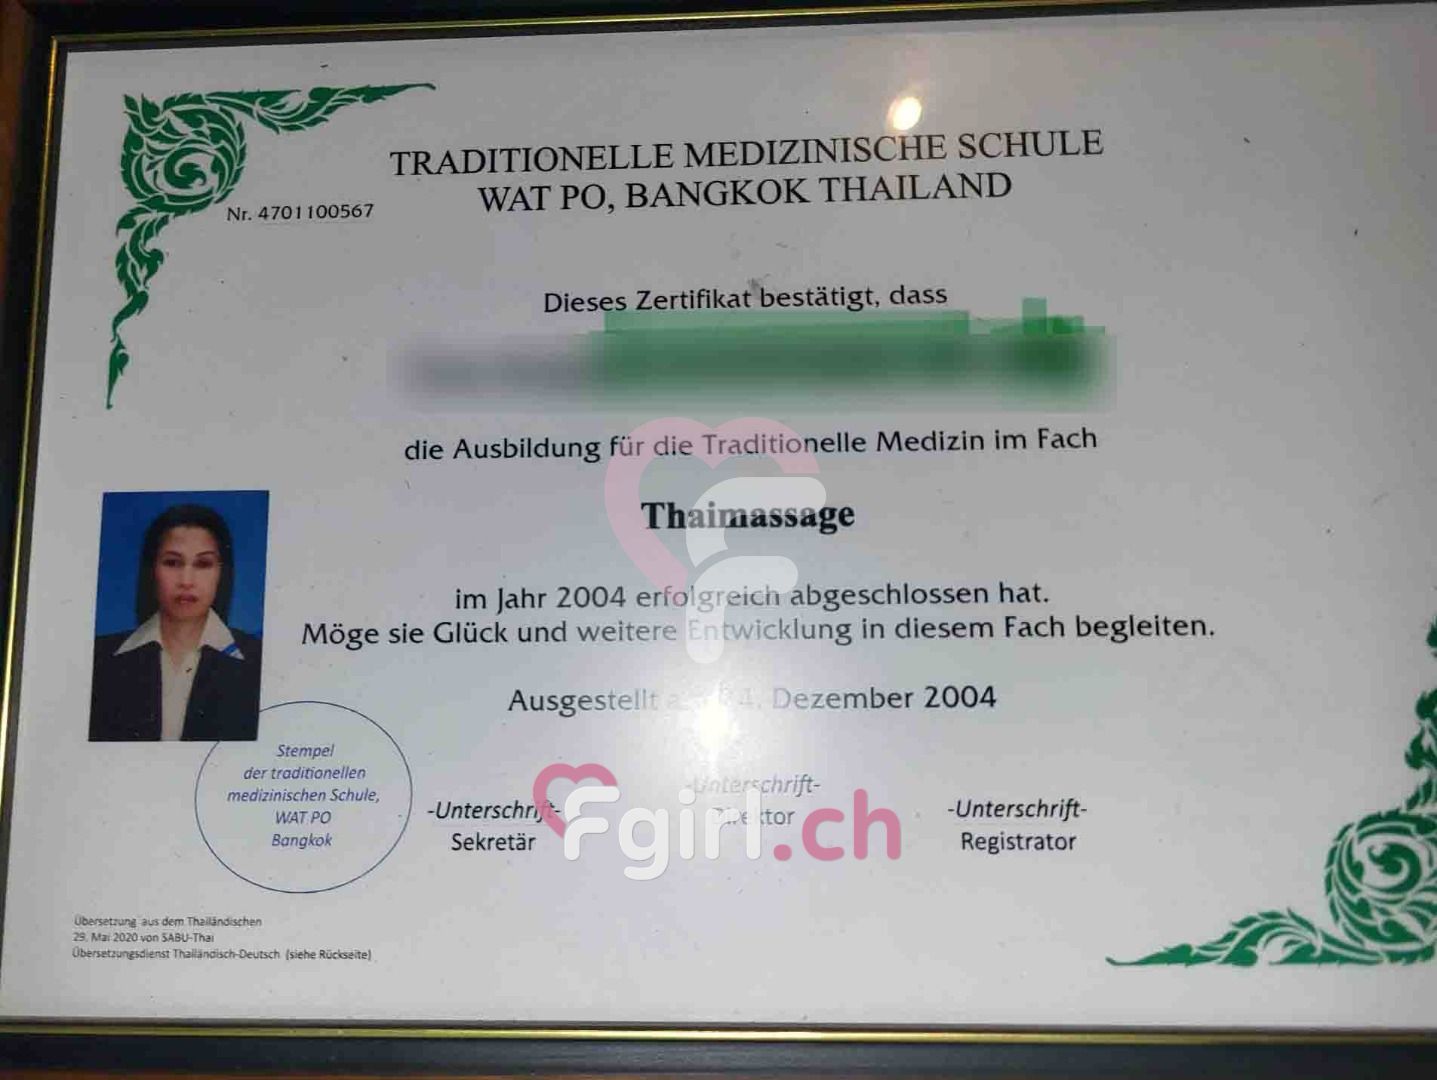 TRADITIONELLE MEDIZINISCHE SCHULE
WAT PO, BANGKOK THAILAND
Nr. 4701100567
Dieses Zertifikat bestätigt, dass
die Ausbildung für die Traditionelle Medizin im Fach
Thaimassage
im Jahr 2004 erfolgreich abgeschlossen hat.
Möge sie Glück und weitere Entwicklung in diesem Fach begleiten.
Ausgestellt Dezember 2004
Stempel
der traditionellen
medizinischen Schule,
WAT PO
Bangkok
-Unterschrift-
Sekretär
-Unterschrift-
Direktor
-Unterschrift-
Registrator
Fgirl.ch
Übersetzung aus dem Thailändischen
29. Mai 2020 von SABU-Thai
Übersetzungsdienst Thailändisch-Deutsch (siehe Rückseite)